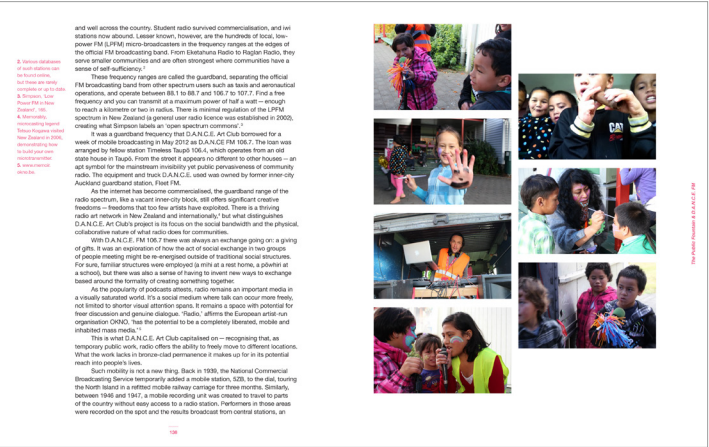 and well across the country. Student radio survived commercialisation, and iwi
stations now abound. Lesser known, however, are the hundreds of local, low-
power FM (LPFM) micro-broadcasters in the frequency ranges at the edges of
the official FM broadcasting band. From Eketahuna Radio to Raglan Radio, they
serve smaller communities and are often strongest where communities have a
sense of self-sufficiency.²
These frequency ranges are called the guardband, separating the official
FM broadcasting band from other spectrum users such as taxis and aeronautical
operations, and operate between 88.1 to 88.7 and 106.7 to 107.7. Find a free
frequency and you can transmit at a maximum power of half a watt — enough
to reach a kilometre or two in radius. There is minimal regulation of the LPFM
spectrum in New Zealand (a general user radio licence was established in 2002),
creating what Simpson labels an ‘open spectrum commons’.³
It was a guardband frequency that D.A.N.C.E. Art Club borrowed for a
week of mobile broadcasting in May 2012 as DANCE FM 106.7. The loan was
arranged by fellow station Timeless Taupō 106.4, which operates from an old
state house in Taupō. From the street it appears no different to other houses — an
apt symbol for the mainstream invisibility yet public pervasiveness of community
radio. The equipment and truck D.A.N.C.E. used was owned by former inner-city
Auckland guardband station, Fleet FM.
As the internet has become commercialised, the guardband range of the
radio spectrum, like a vacant inner-city block, still offers significant creative
freedoms — freedoms that too few artists have exploited. There is a thriving
radio art network in New Zealand and internationally,⁴ but what distinguishes
D.A.N.C.E. Art Club’s project is its focus on the social bandwidth and the physical,
collaborative nature of what radio does for communities.
With D.A.N.C.E. FM 106.7 there was always an exchange going on: a giving
of gifts. It was an exploration of how the act of social exchange in two groups
of people meeting might be re-energised outside of traditional social structures.
For sure, familiar structures were employed (a mihi at a rest home, a pōwhiri at
a school), but there was also a sense of having to invent new ways to exchange
based around the formality of creating something together.
As the popularity of podcasts attests, radio remains an important media in
a visually saturated world. It’s a social medium where talk can occur more freely,
not limited to shorter visual attention spans. It remains a space with potential for
freer discussion and genuine dialogue. ‘Radio,’ affirms the European artist-run
organisation OKNO, ‘has the potential to be a completely liberated, mobile and
inhabited mass media.’⁵
This is what D.A.N.C.E. Art Club capitalised on — recognising that, as
temporary public work, radio offers the ability to freely move to different locations.
What the work lacks in bronze-clad permanence it makes up for in its potential
reach into people’s lives.
Such mobility is not a new thing. Back in 1939, the National Commercial
Broadcasting Service temporarily added a mobile station, 5ZB, to the dial, touring
the North Island in a refitted mobile railway carriage for three months. Similarly,
between 1946 and 1947, a mobile recording unit was created to travel to parts
of the country without easy access to a radio station. Performers in those areas
were recorded on the spot and the results broadcast from central stations, an
2. Various databases
of such stations can
be found online,
but these are rarely
complete or up to date.
3. Simpson, ‘Low
Power FM in New
Zealand’,
4. Memorably,
microcasting legend
Tetsuo Kogawa visited
New Zealand in 2006,
demonstrating how
to build your own
microtransmitter.
158
CAL
The Public Fountain & D.A.N.C.E. FM